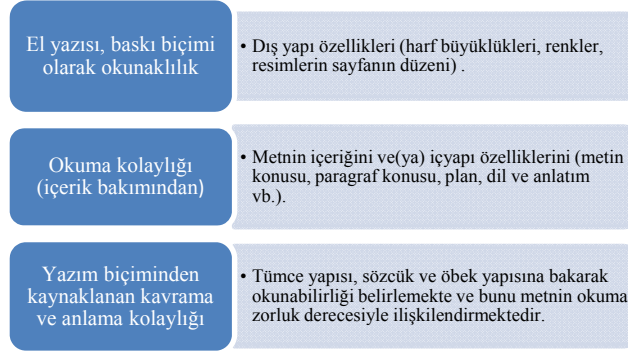 El yazısı, baskı biçimi
olarak okunaklılık
• Dış yapı özellikleri (harf büyüklükleri, renkler,
resimlerin sayfanın düzeni) .
Okuma kolaylığı
(içerik bakımından)
• Metnin içeriğini ve(ya) içyapı özelliklerini (metin
konusu, paragraf konusu, plan, dil ve anlatım
vb.).
Yazım biçiminden
kaynaklanan kavrama
ve anlama kolaylığı
• Tümce yapısı, sözcük ve öbek yapısına bakarak
okunabilirliği belirlemekte ve bunu metnin okuma
zorluk derecesiyle ilişkilendirmektedir.